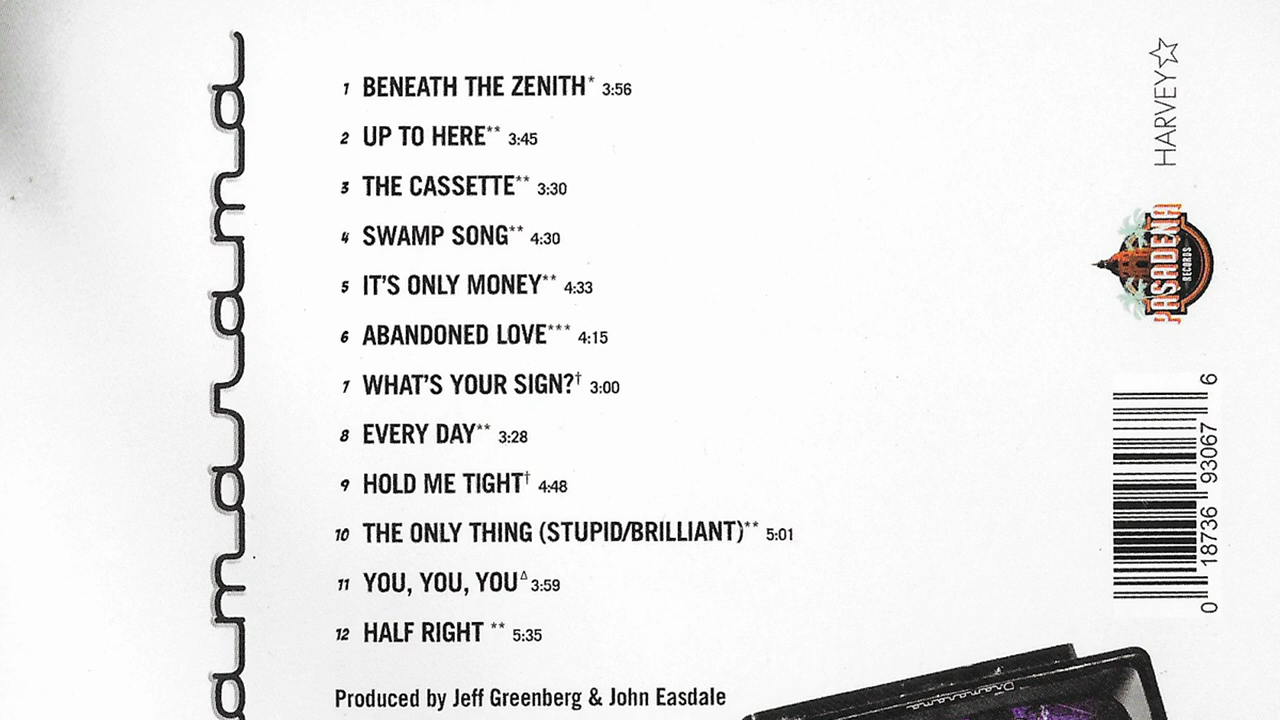 1 BENEATH THE ZENITH* 3:56
2 UP TO HERE** 3:45
3 THE CASSETTE** 3:30
4 SWAMP SONG** 4:30
5 IT'S ONLY MONEY** 4:33
6 ABANDONED LOVE*** 4:15
7 WHAT'S YOUR SIGN?† 3:00
8 EVERY DAY** 3:28
9 HOLD ME TIGHT† 4:48
10 THE ONLY THING (STUPID/BRILLIANT)** 5:01
11 YOU, YOU, YOU∆ 3:59
12 HALF RIGHT ** 5:35
Produced by Jeff Greenberg & John Easdale
HARVEY☆
PASADENA
RECORDS
0 18736 93067 6
Dramarama